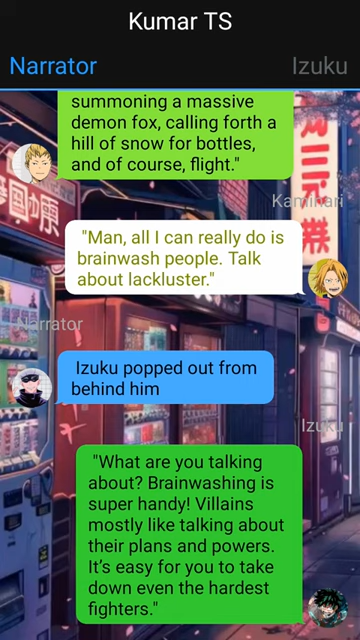 Kumar TS
Narrator
Izuku
summoning a massive
demon fox, calling forth a
hill of snow for bottles,
and of course, flight."
Kaminari
"Man, all I can really do is
brainwash people. Talk
about lackluster."
Narrator
Izuku popped out from
behind him
Izuku
"What are you talking
about? Brainwashing is
super handy! Villains
mostly like talking about
their plans and powers.
It's easy for you to take
down even the hardest
fighters."